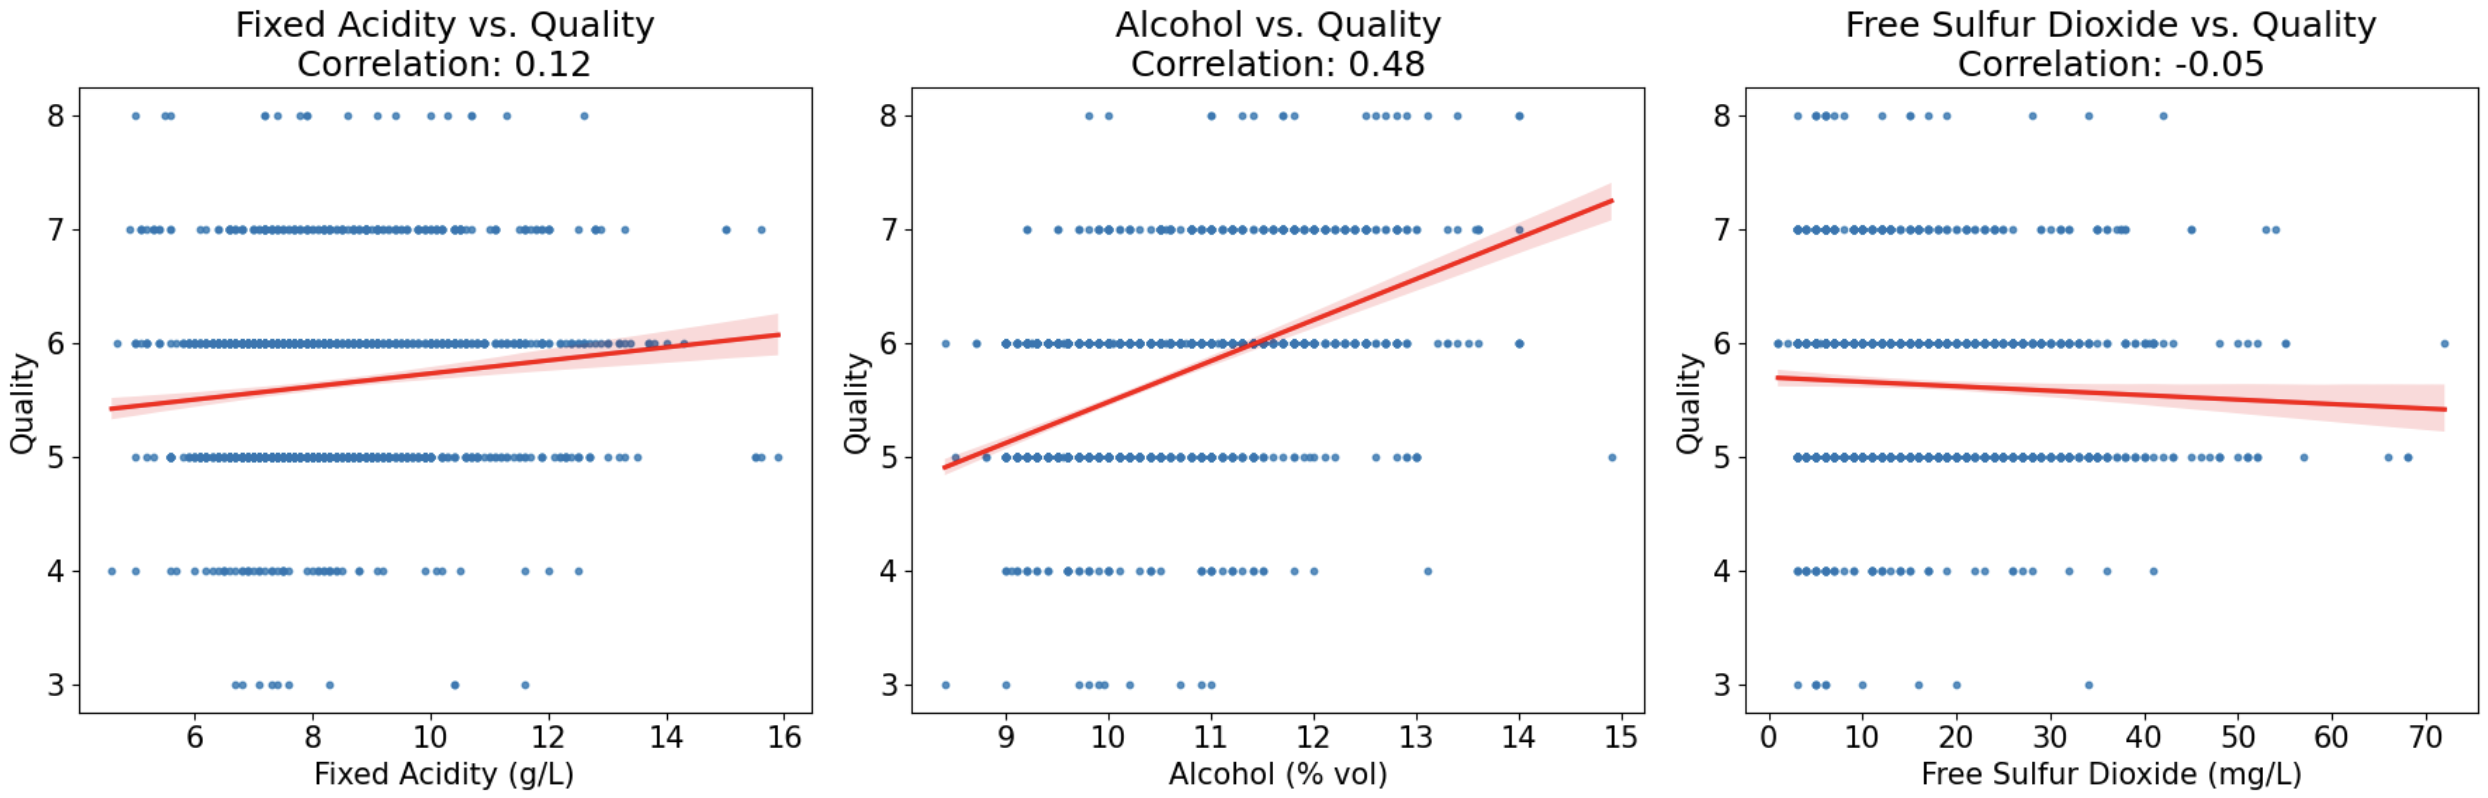 Fixed Acidity vs. Quality
Correlation: 0.12
8
7
6
5
4
3
Quality
6 8 10 12 14 16
Fixed Acidity (g/L)
Alcohol vs. Quality
Correlation: 0.48
8
7
6
5
4
3
Quality
9 10 11 12 13 14 15
Alcohol (% vol)
Free Sulfur Dioxide vs. Quality
Correlation: -0.05
8
7
6
5
4
3
Quality
0 10 20 30 40 50 60 70
Free Sulfur Dioxide (mg/L)